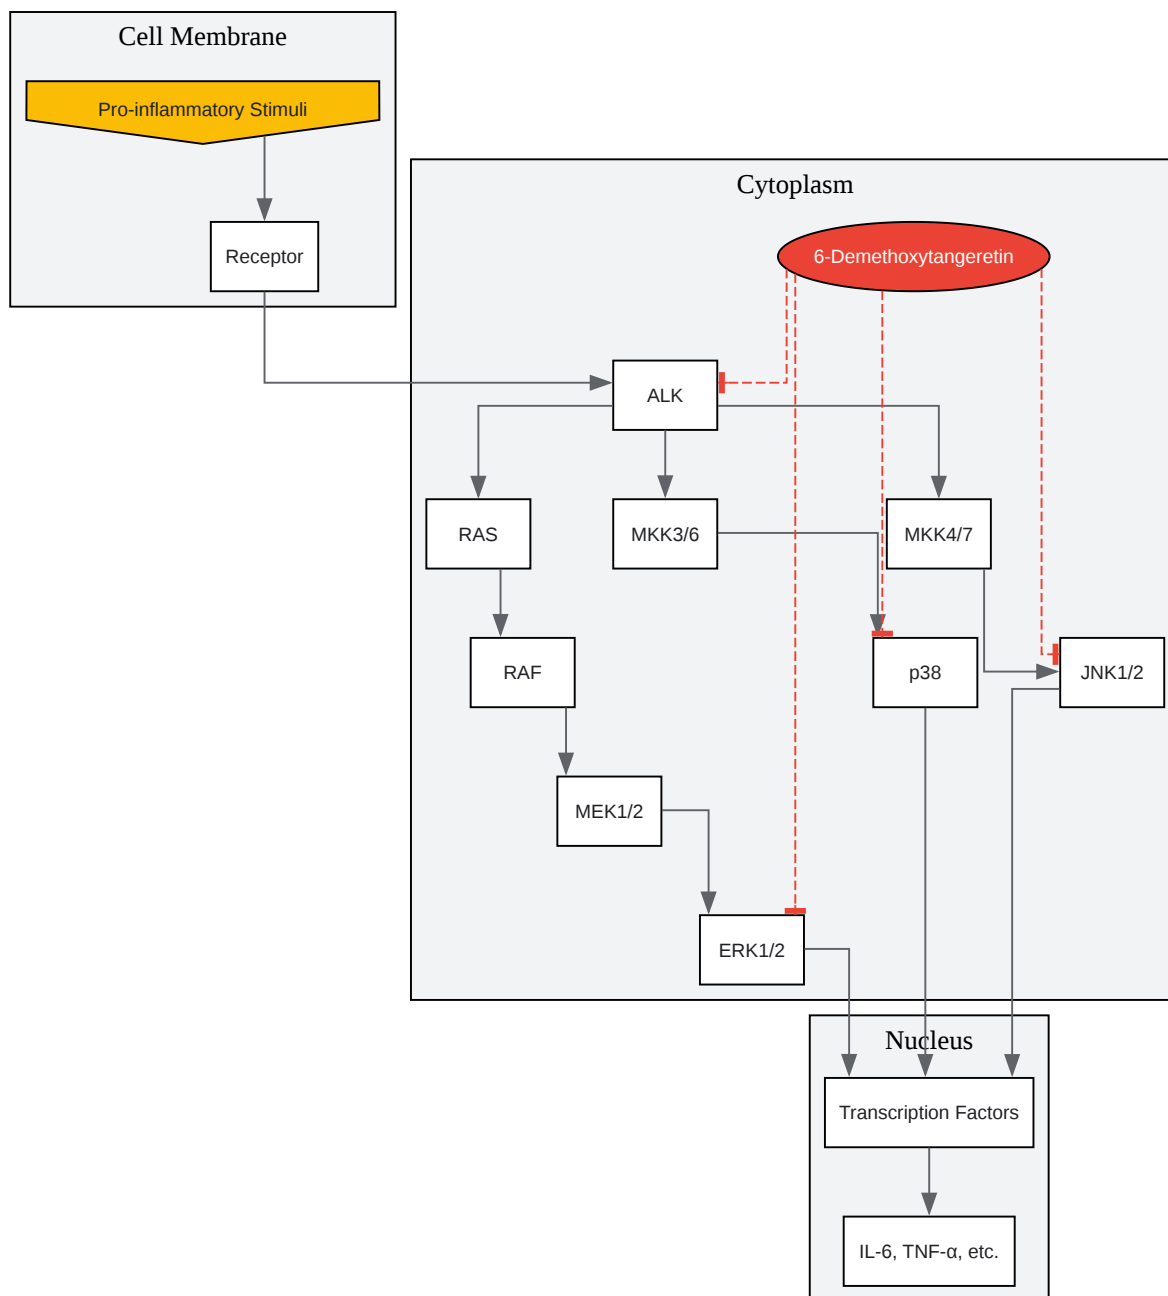 Cell Membrane
Pro-inflammatory Stimuli
Receptor
Cytoplasm
6-Demethoxytangeretin
ALK
RAS
MKK3/6
MKK4/7
RAF
p38
JNK1/2
MEK1/2
ERK1/2
Nucleus
Transcription Factors
IL-6, TNF-α, etc.